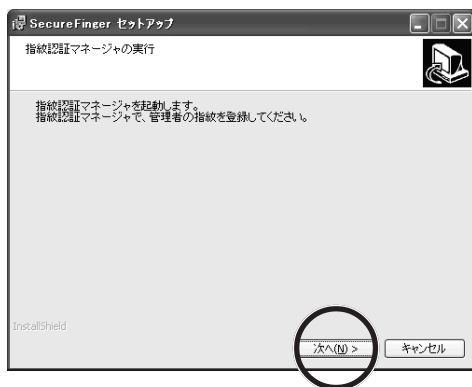 SecureFinger セットアップ
指紋認証マネージャの実行
指紋認証マネージャを起動します。
指紋認証マネージャで、管理者の指紋を登録してください。
InstallShield
次へ(N) >
キャンセル